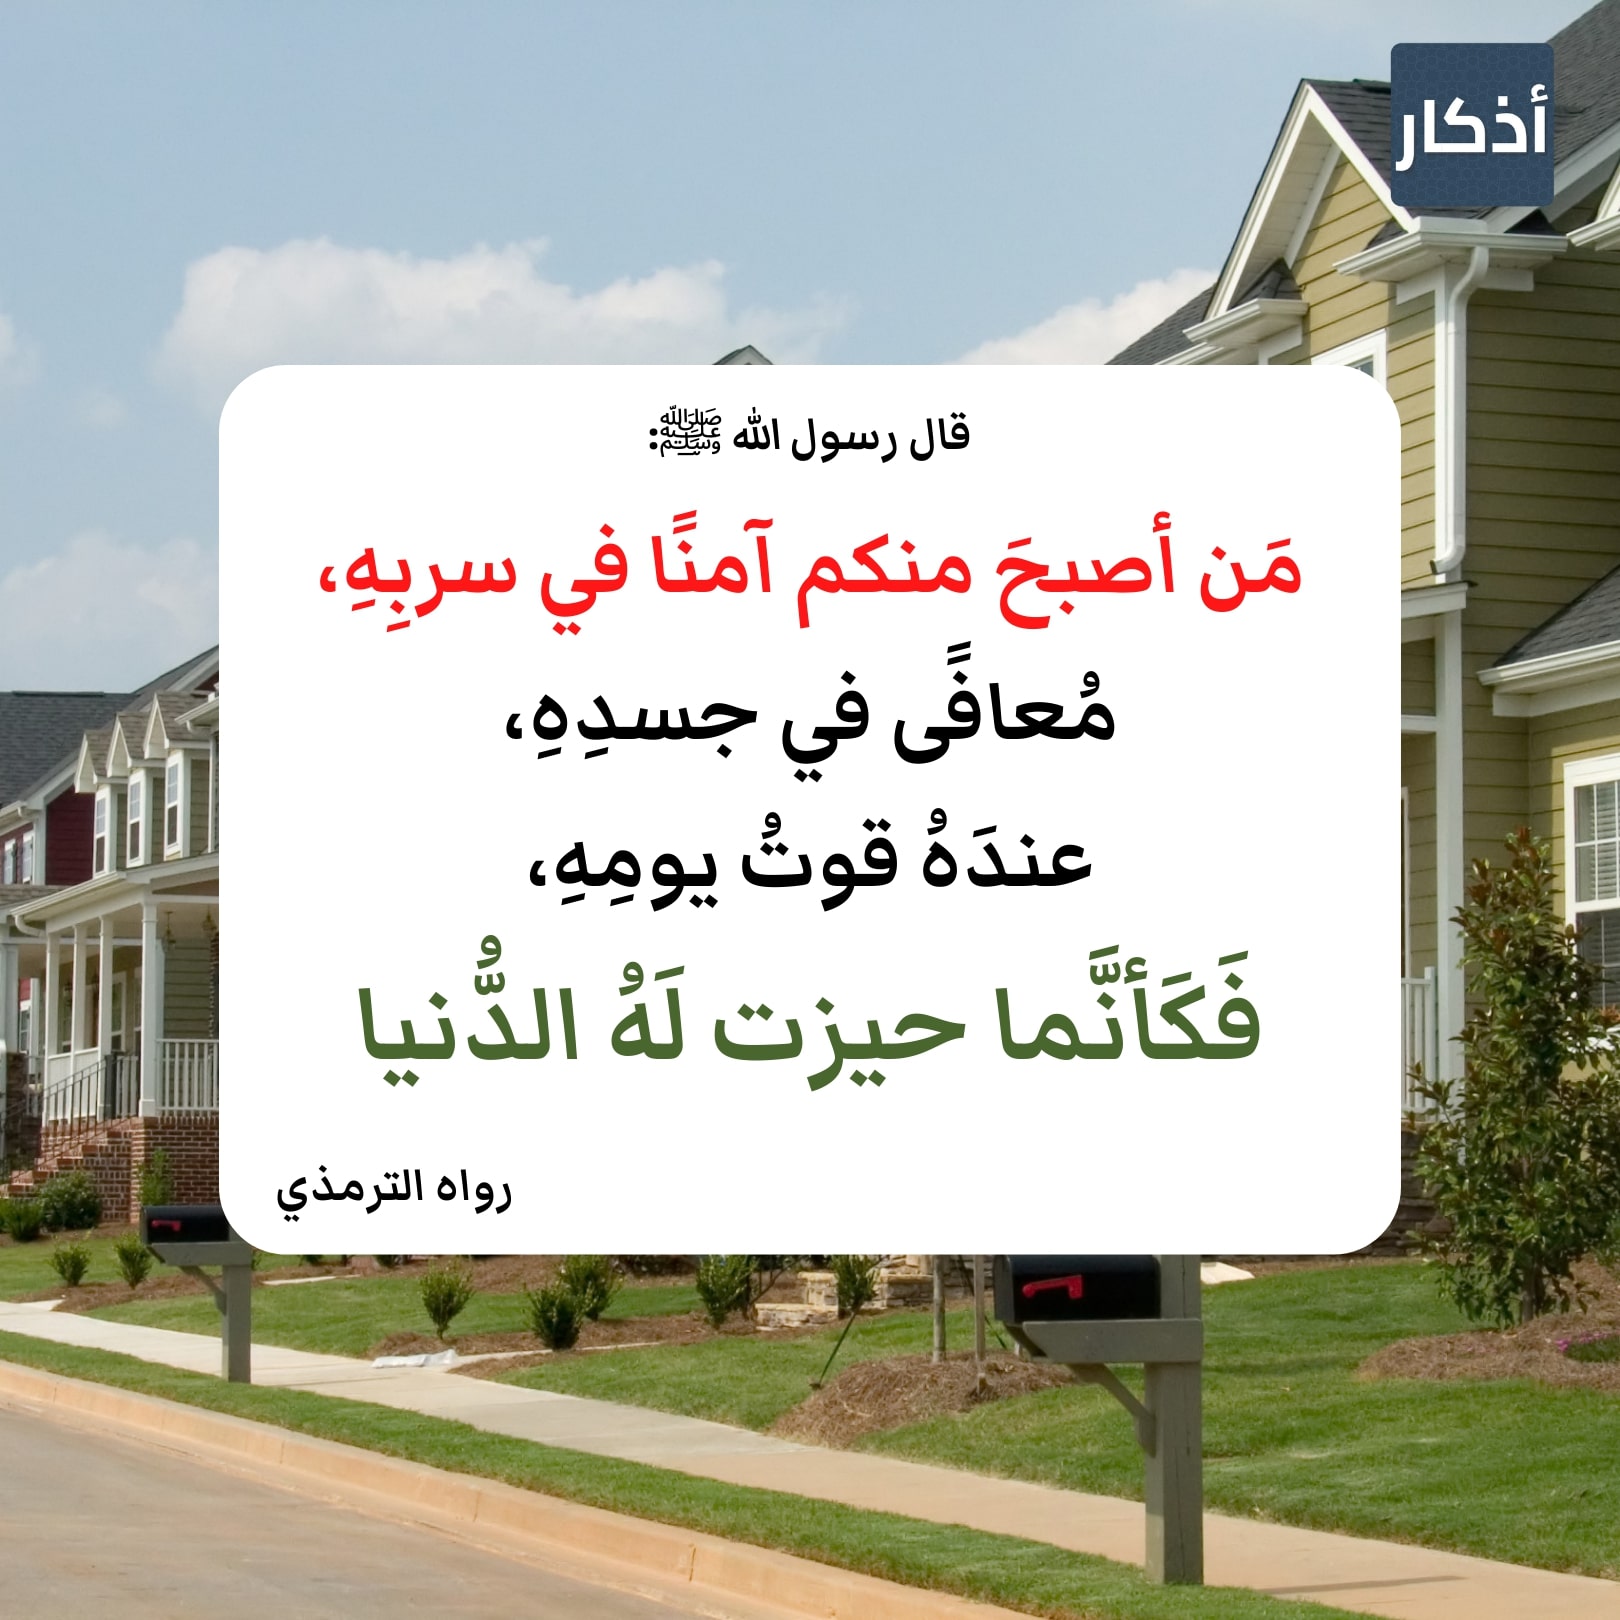 أذكار
قال رسول الله ﷺ:
مَن أصبحَ منكم آمنًا في سربِهِ،
مُعافًى في جسدِهِ،
عندَهُ قوتُ يومِهِ،
فَكَأنَّما حيزت لَهُ الدُّنيا
رواه الترمذي